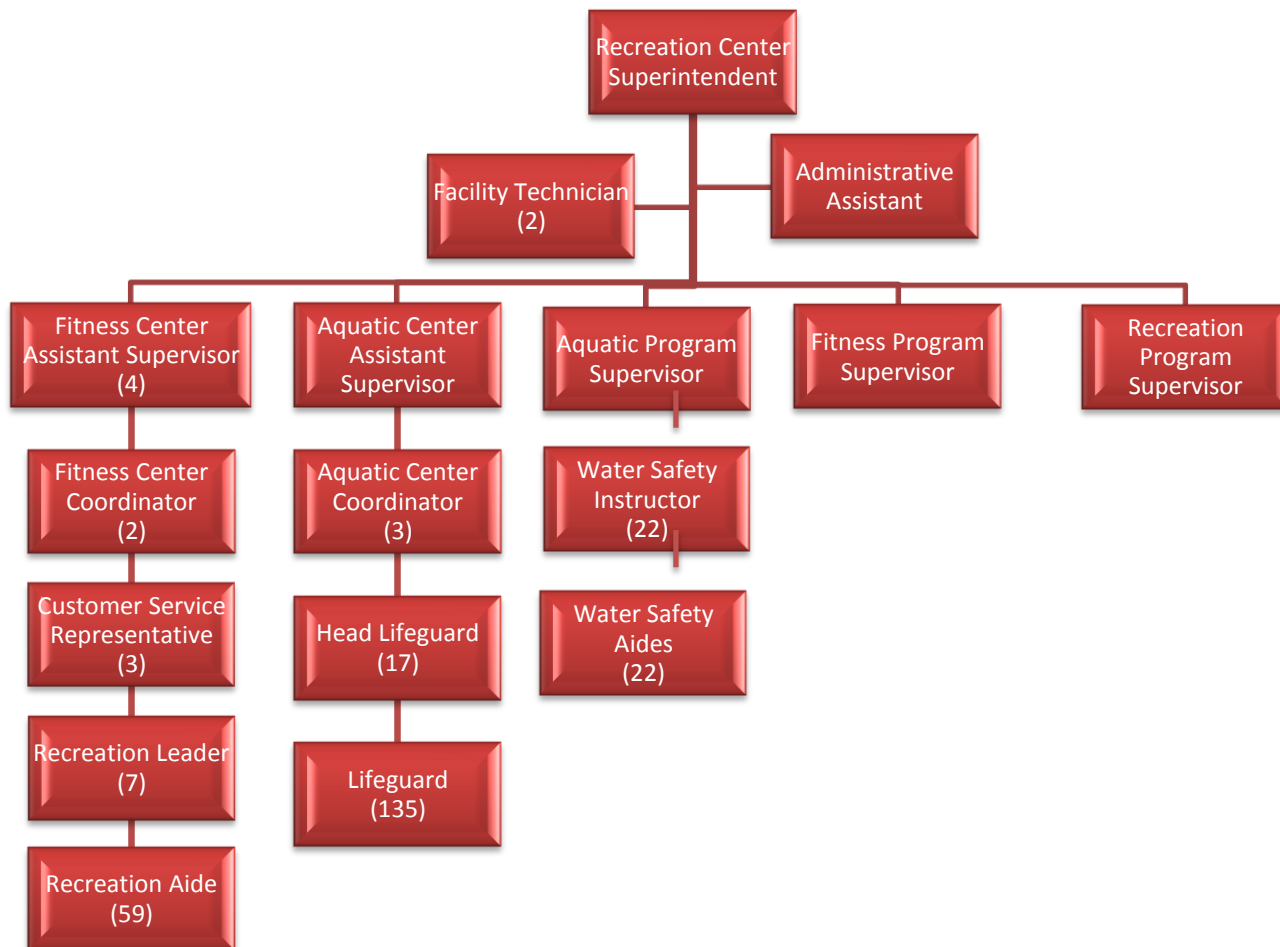 Recreation Center
Superintendent
Facility Technician
(2)
Administrative
Assistant
Fitness Center
Assistant Supervisor
(4)
Aquatic Center
Assistant
Supervisor
Aquatic Program
Supervisor
Fitness Program
Supervisor
Recreation
Program
Supervisor
Fitness Center
Coordinator
(2)
Aquatic Center
Coordinator
(3)
Water Safety
Instructor
(22)
Customer Service
Representative
(3)
Head Lifeguard
(17)
Water Safety
Aides
(22)
Recreation Leader
(7)
Lifeguard
(135)
Recreation Aide
(59)